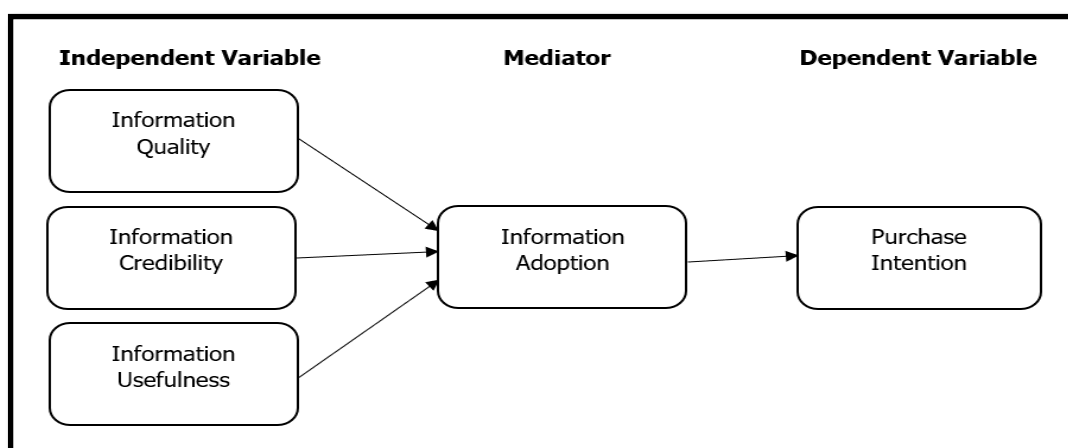 Independent Variable
Mediator
Dependent Variable
Information
Quality
Information
Credibility
Information
Usefulness
Information
Adoption
Purchase
Intention